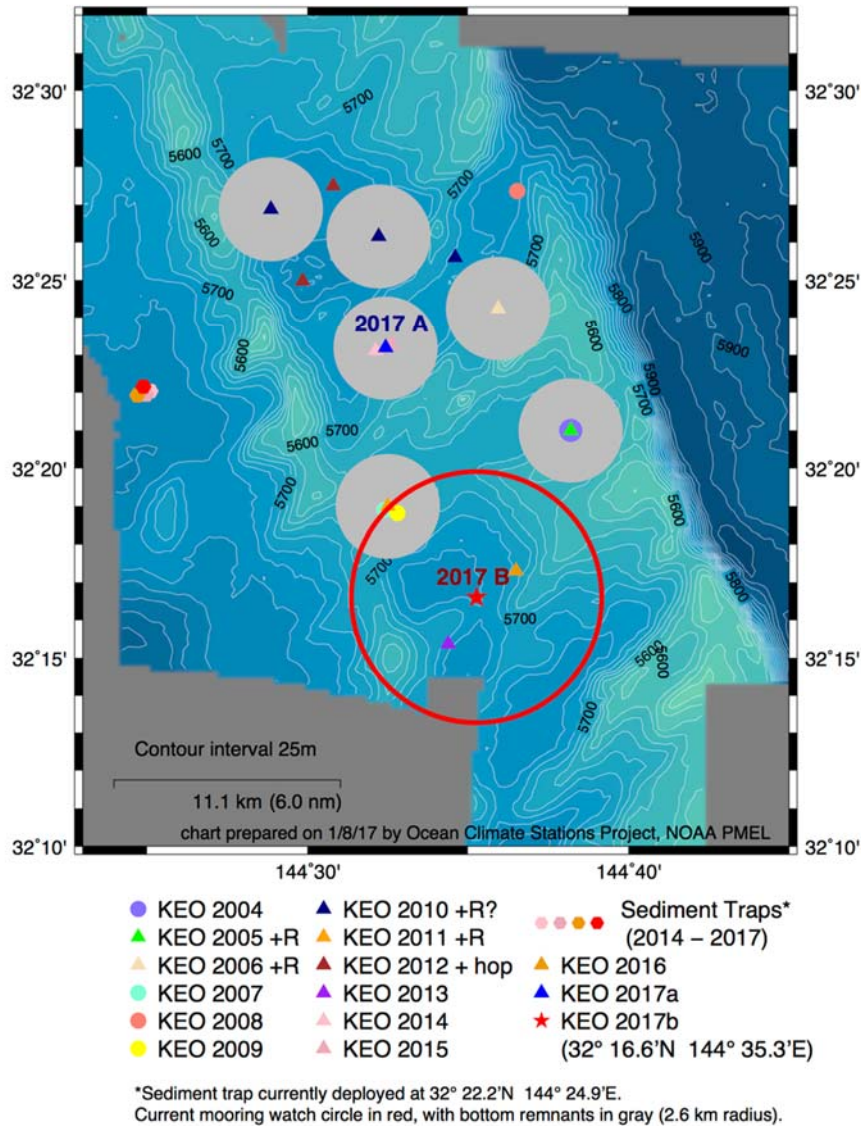 32°30' 32°30'
5700
5600
5700
5700
5900
5600
5700
32°25' 32°25'
5700
5800
2017 A
5900
5600
5600
5900
5700
5700
5600
32°20' 32°20'
5700
5600
5700
2017 B
5800
5700
32°15' 32°15'
5600
5600
5700
Contour interval 25m
11.1 km (6.0 nm)
chart prepared on 1/8/17 by Ocean Climate Stations Project, NOAA PMEL
32°10' 32°10'
144°30' 144°40'
KEO 2004 KEO 2010 +R? Sediment Traps*
KEO 2005 +R KEO 2011 +R (2014 – 2017)
KEO 2006 +R KEO 2012 + hop KEO 2016
KEO 2007 KEO 2013 KEO 2017a
KEO 2008 KEO 2014 KEO 2017b
KEO 2009 KEO 2015 (32° 16.6'N 144° 35.3'E)
*Sediment trap currently deployed at 32° 22.2'N 144° 24.9'E.
Current mooring watch circle in red, with bottom remnants in gray (2.6 km radius).